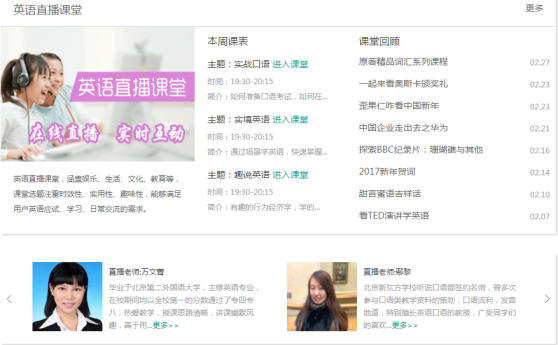 英语直播课堂
更多
英语直播课堂
在线直播 实时互动
英语直播课堂，涵盖娱乐、生活、文化、教育等，
课堂选题注重时效性、实用性、趣味性，能够满足
用户英语应试、学习、日常交流的需求。
本周课表
主题：实战口语 进入课堂
时间：19:30-20:15
简介：如何准备口语考试，如何在...
主题：实境英语 进入课堂
时间：19:30-20:15
简介：通过场景学英语，快速掌握...
主题：趣说英语 进入课堂
时间：19:30-20:15
简介：有趣的行为经济学，学的...
课堂回顾
原著精品词汇系列课程 02.27
一起来看奥斯卡颁奖礼 02.23
歪果仁咋看中国新年 02.23
中国企业走出去之华为 02.21
探索BBC纪录片：珊瑚礁与其他 02.16
2017新年贺词 02.14
甜言蜜语吉祥话 02.10
看TED演讲学英语 02.07
直播老师:万文蕾
毕业于北京第二外国语大学，主修英语专业，
在校期间均以全校第一的分数通过了专四专
八，热爱教学，授课思路清晰，讲课幽默风
趣，善于用...更多>>
直播老师:鄢黎
北京新东方学校听说口语部签约名师，曾多次
参与口语类教学资料的策划，口语流利，发音
地道，特别擅长英语口语的教授，广受同学们
的喜欢...更多>>